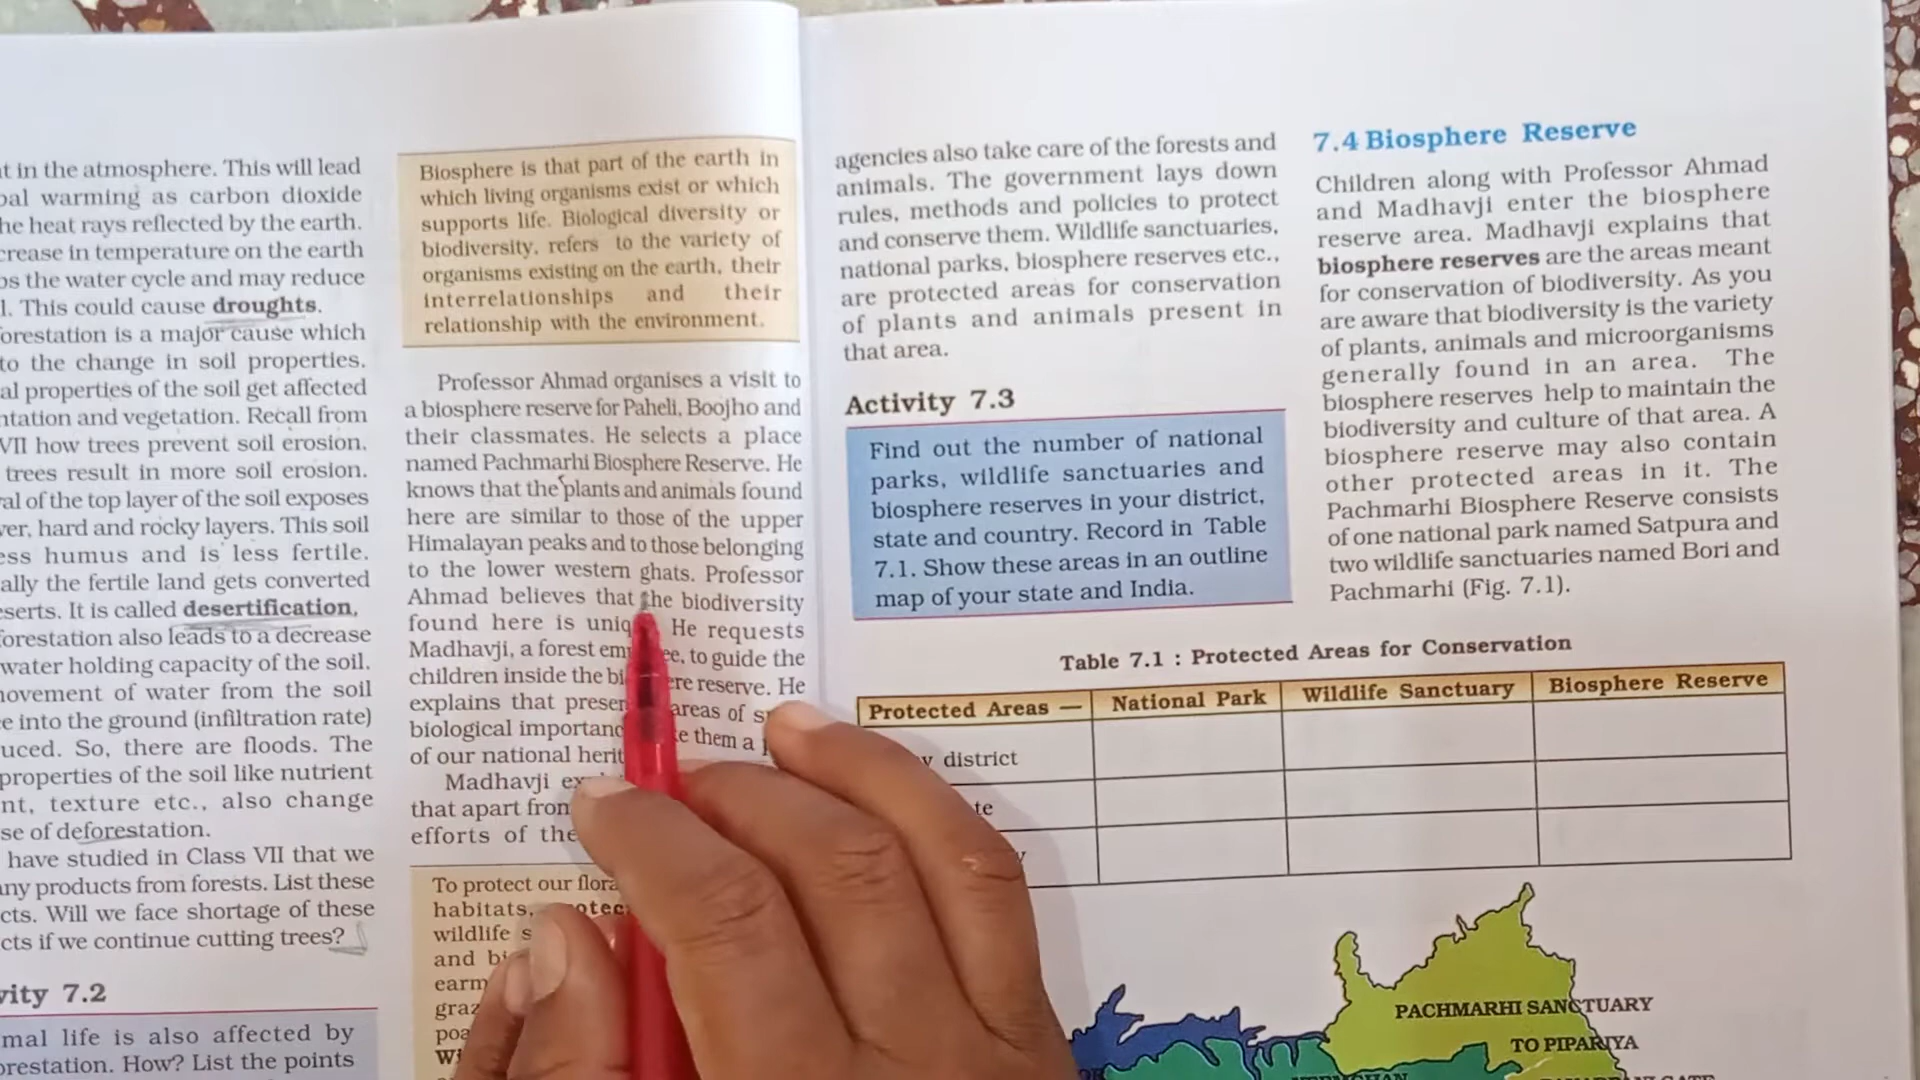 t in the atmosphere. This will lead
bal warming as carbon dioxide
he heat rays reflected by the earth.
crease in temperature on the earth
bs the water cycle and may reduce
l. This could cause droughts.
orestation is a major cause which
to the change in soil properties.
al properties of the soil get affected
ntation and vegetation. Recall from
VII how trees prevent soil erosion.
trees result in more soil erosion.
al of the top layer of the soil exposes
er, hard and rocky layers. This soil
ess humus and is less fertile.
ally the fertile land gets converted
serts. It is called desertification.
forestation also leads to a decrease
water holding capacity of the soil.
ovement of water from the soil
e into the ground (infiltration rate)
uced. So, there are floods. The
properties of the soil like nutrient
nt, texture etc., also change
se of deforestation.
have studied in Class VII that we
any products from forests. List these
cts. Will we face shortage of these
cts if we continue cutting trees?
vity 7.2
mal life is also affected by
orestation. How? List the points
Biosphere is that part of the earth in
which living organisms exist or which
supports life. Biological diversity or
biodiversity, refers to the variety of
organisms existing on the earth, their
interrelationships and their
relationship with the environment.
Professor Ahmad organises a visit to
a biosphere reserve for Paheli, Boojho and
their classmates. He selects a place
named Pachmarhi Biosphere Reserve. He
knows that the plants and animals found
here are similar to those of the upper
Himalayan peaks and to those belonging
to the lower western ghats. Professor
Ahmad believes that the biodiversity
found here is uniq He requests
Madhavji, a forest em ee, to guide the
children inside the bi ere reserve. He
explains that preser areas of s
biological importanc ke them a p
of our national herit
Madhavji ex
that apart from
efforts of the
To protect our flora
habitats, otec
wildlife s
and bi
earm
graz
poa
Wi
agencies also take care of the forests and
animals. The government lays down
rules, methods and policies to protect
and conserve them. Wildlife sanctuaries,
national parks, biosphere reserves etc.,
are protected areas for conservation
of plants and animals present in
that area.
Activity 7.3
Find out the number of national
parks, wildlife sanctuaries and
biosphere reserves in your district,
state and country. Record in Table
7.1. Show these areas in an outline
map of your state and India.
7.4 Biosphere Reserve
Children along with Professor Ahmad
and Madhavji enter the biosphere
reserve area. Madhavji explains that
biosphere reserves are the areas meant
for conservation of biodiversity. As you
are aware that biodiversity is the variety
of plants, animals and microorganisms
generally found in an area. The
biosphere reserves help to maintain the
biodiversity and culture of that area. A
biosphere reserve may also contain
other protected areas in it. The
Pachmarhi Biosphere Reserve consists
of one national park named Satpura and
two wildlife sanctuaries named Bori and
Pachmarhi (Fig. 7.1).
Table 7.1 : Protected Areas for Conservation
Protected Areas — National Park Wildlife Sanctuary Biosphere Reserve
y district
te
y
PACHMARHI SANCTUARY
TO PIPARIYA